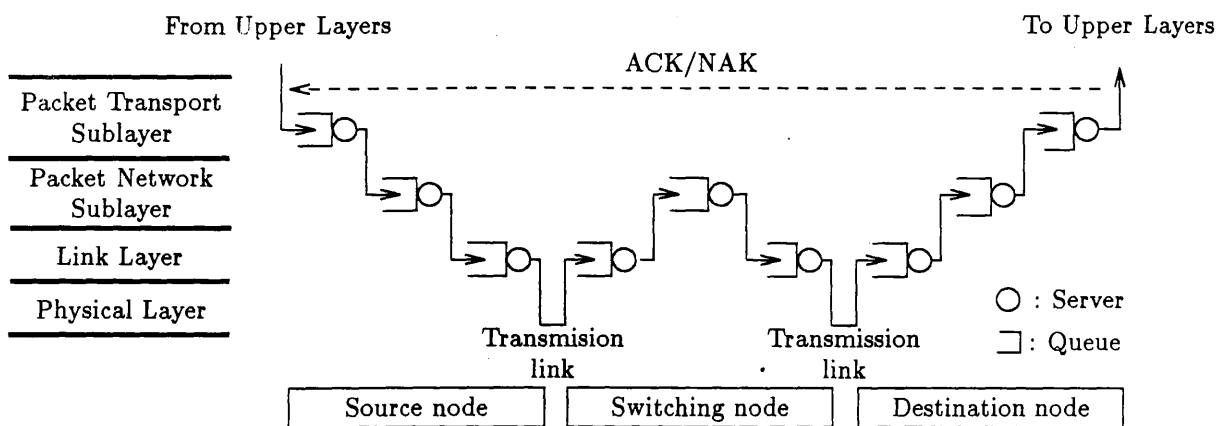 From Upper Layers
To Upper Layers
ACK/NAK
Packet Transport
Sublayer
Packet Network
Sublayer
Link Layer
Physical Layer
: Server
: Queue
Transmision
link
Transmission
link
Source node
Switching node
Destination node